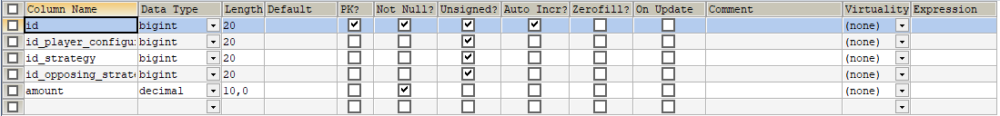 Column Name Data Type Length Default PK? Not Null? Unsigned? Auto Incr? Zerofill? On Update Comment Virtuality Expression
id bigint 20 (none)
id_player_configu bigint 20 (none)
id_strategy bigint 20 (none)
id_opposing_strate bigint 20 (none)
amount decimal 10,0 (none)